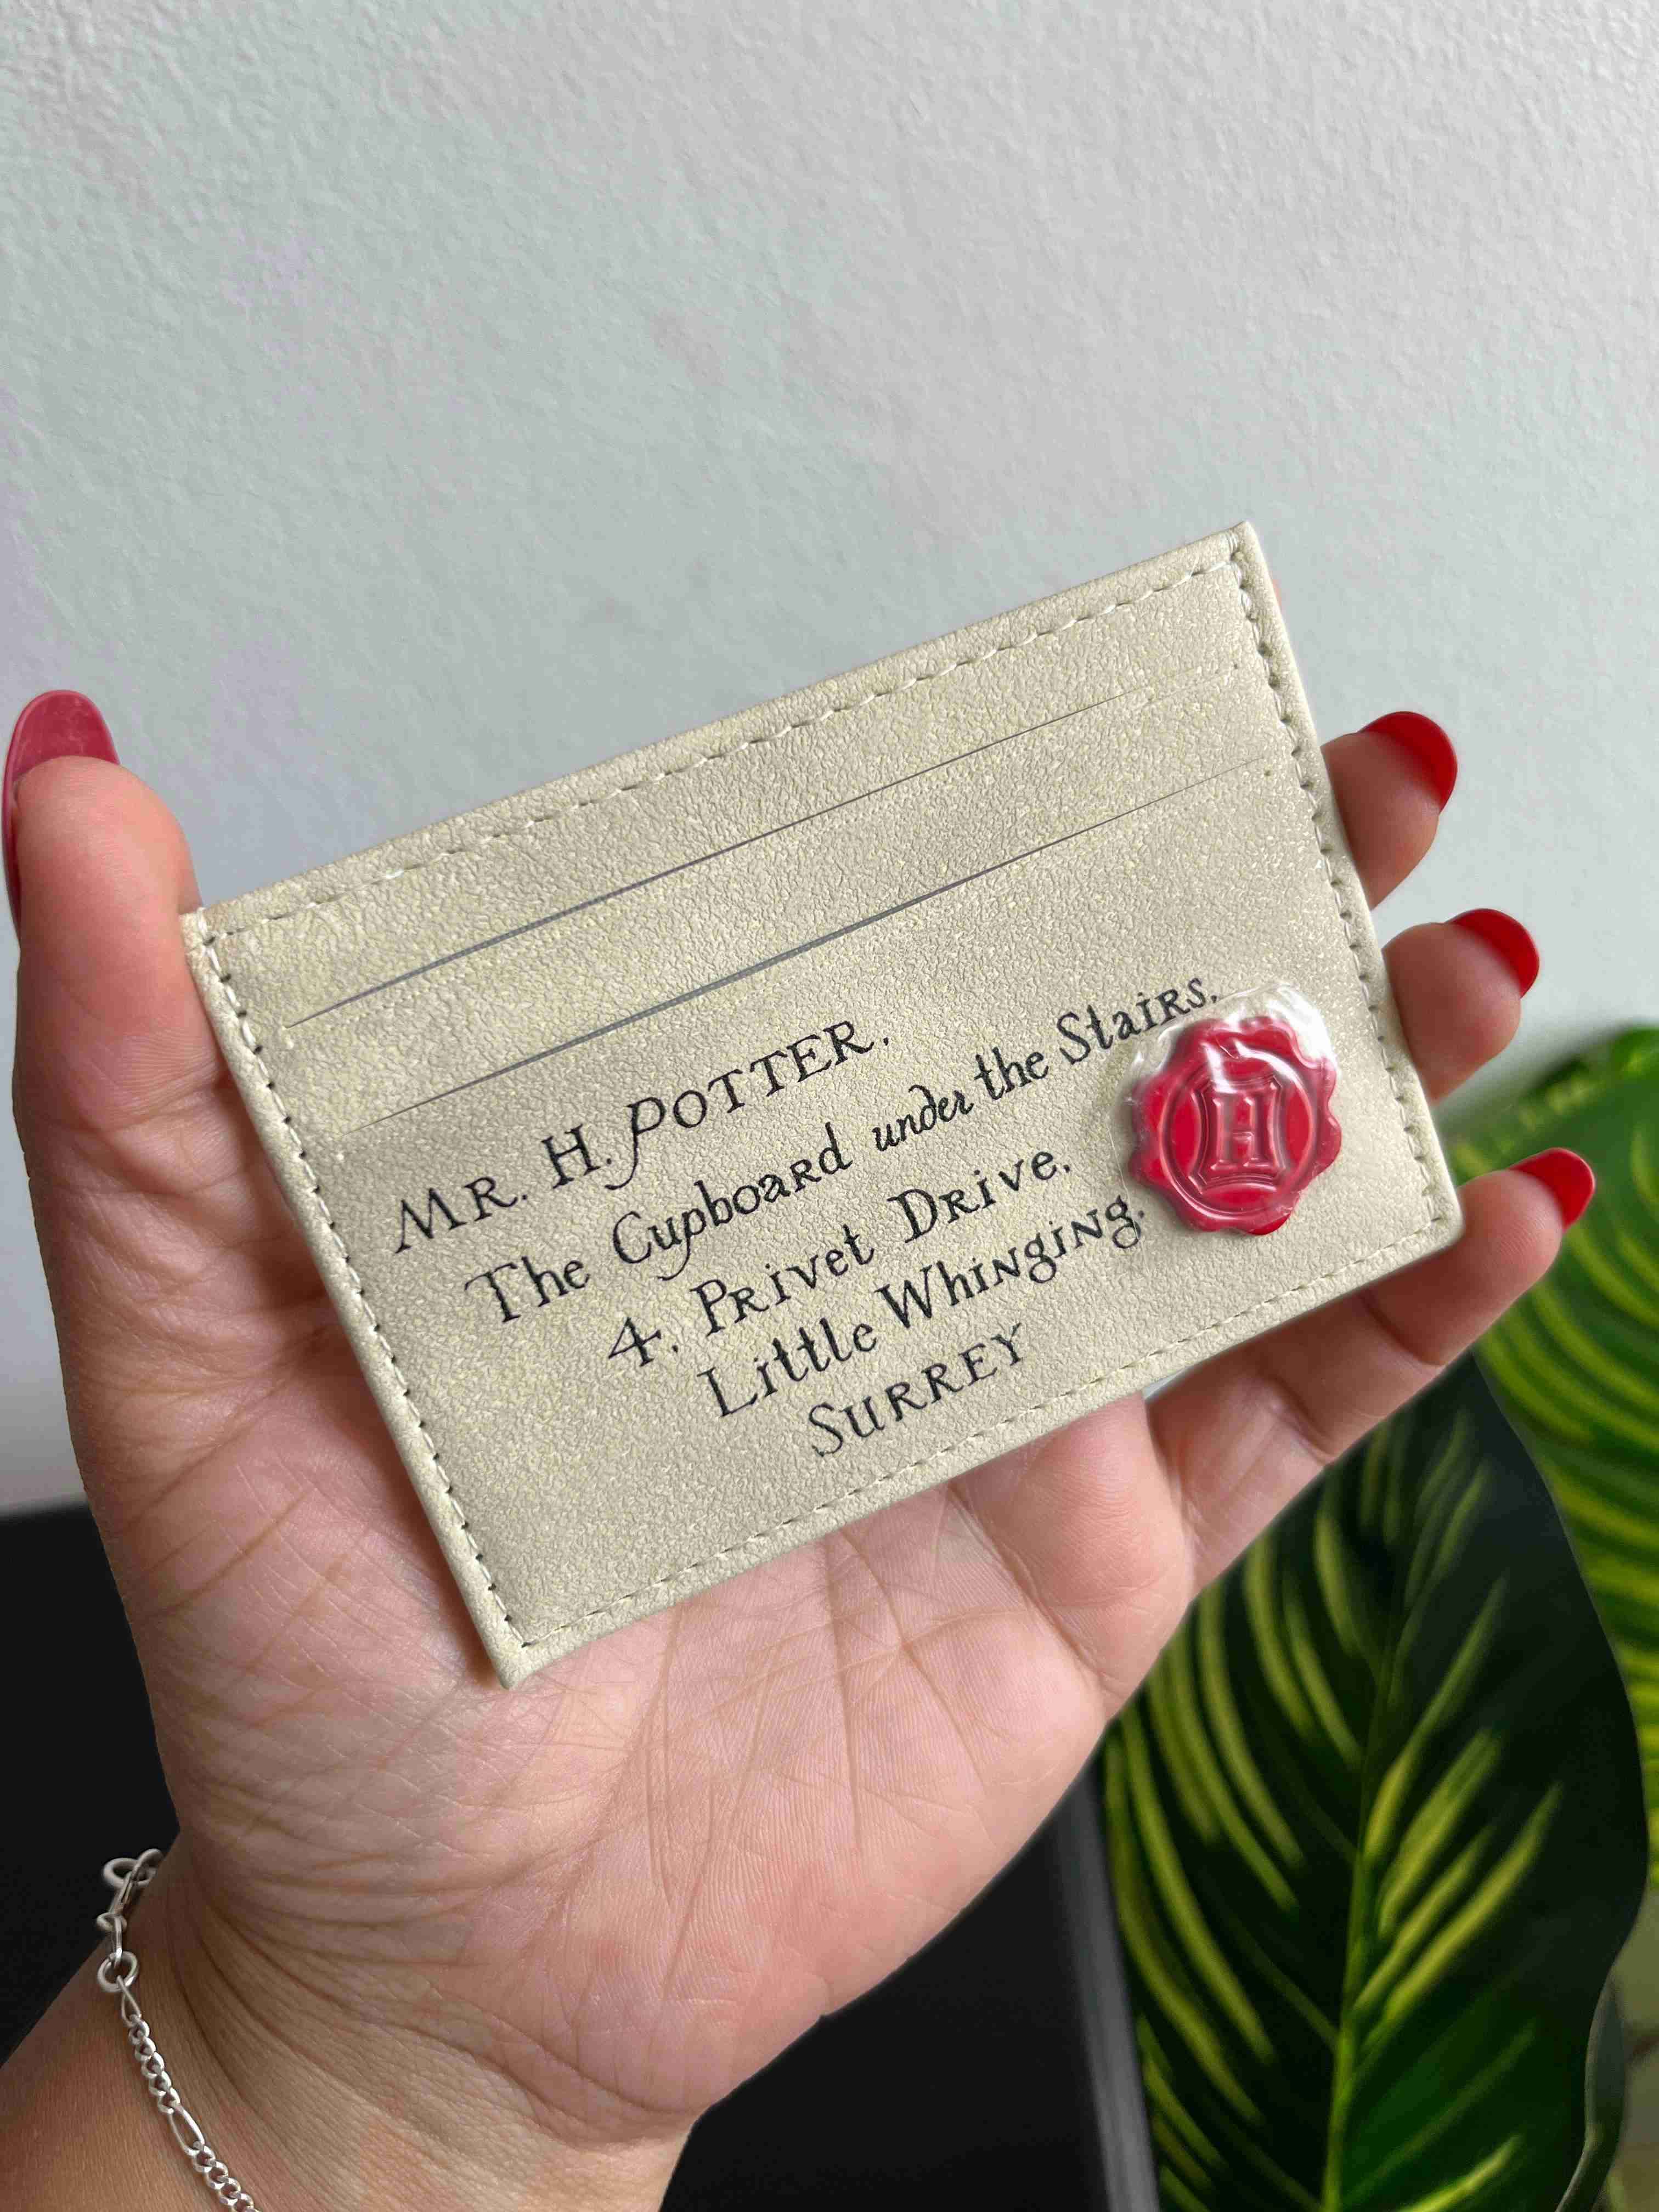 MR. H. POTTER.
The Cupboard under the Stairs,
4. Privet Drive.
Little Whinging.
SURREY
H